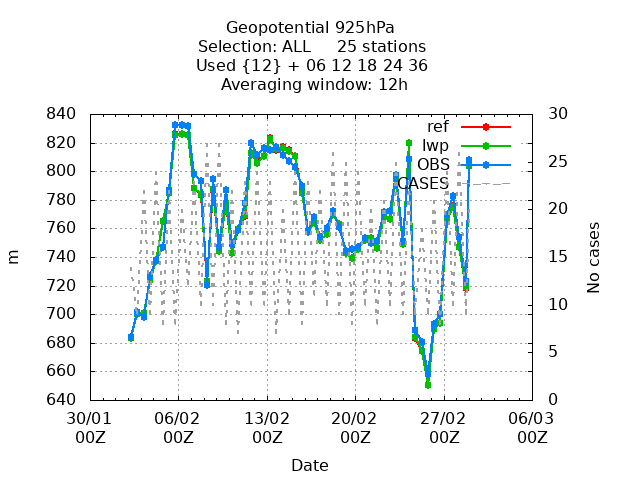 Geopotential 925hPa
Selection: ALL 25 stations
Used {12} + 06 12 18 24 36
Averaging window: 12h
840
820
800
780
760
740
720
700
680
660
640
m
30
25
20
15
10
5
0
No cases
ref
lwp
OBS
CASES
30/01 06/02 13/02 20/02 27/02 06/03
00Z 00Z 00Z 00Z 00Z 00Z
Date